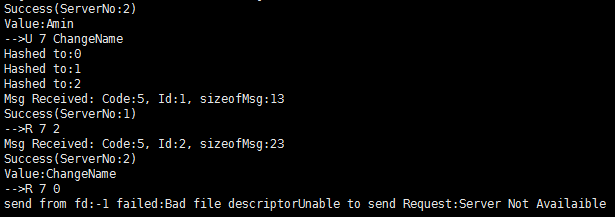 Success(ServerNo:2)
Value:Amin
-->U 7 ChangeName
Hashed to:0
Hashed to:1
Hashed to:2
Msg Received: Code:5, Id:1, sizeofMsg:13
Success(ServerNo:1)
-->R 7 2
Msg Received: Code:5, Id:2, sizeofMsg:23
Success(ServerNo:2)
Value:ChangeName
-->R 7 0
send from fd:-1 failed:Bad file descriptorUnable to send Request:Server Not Availaible